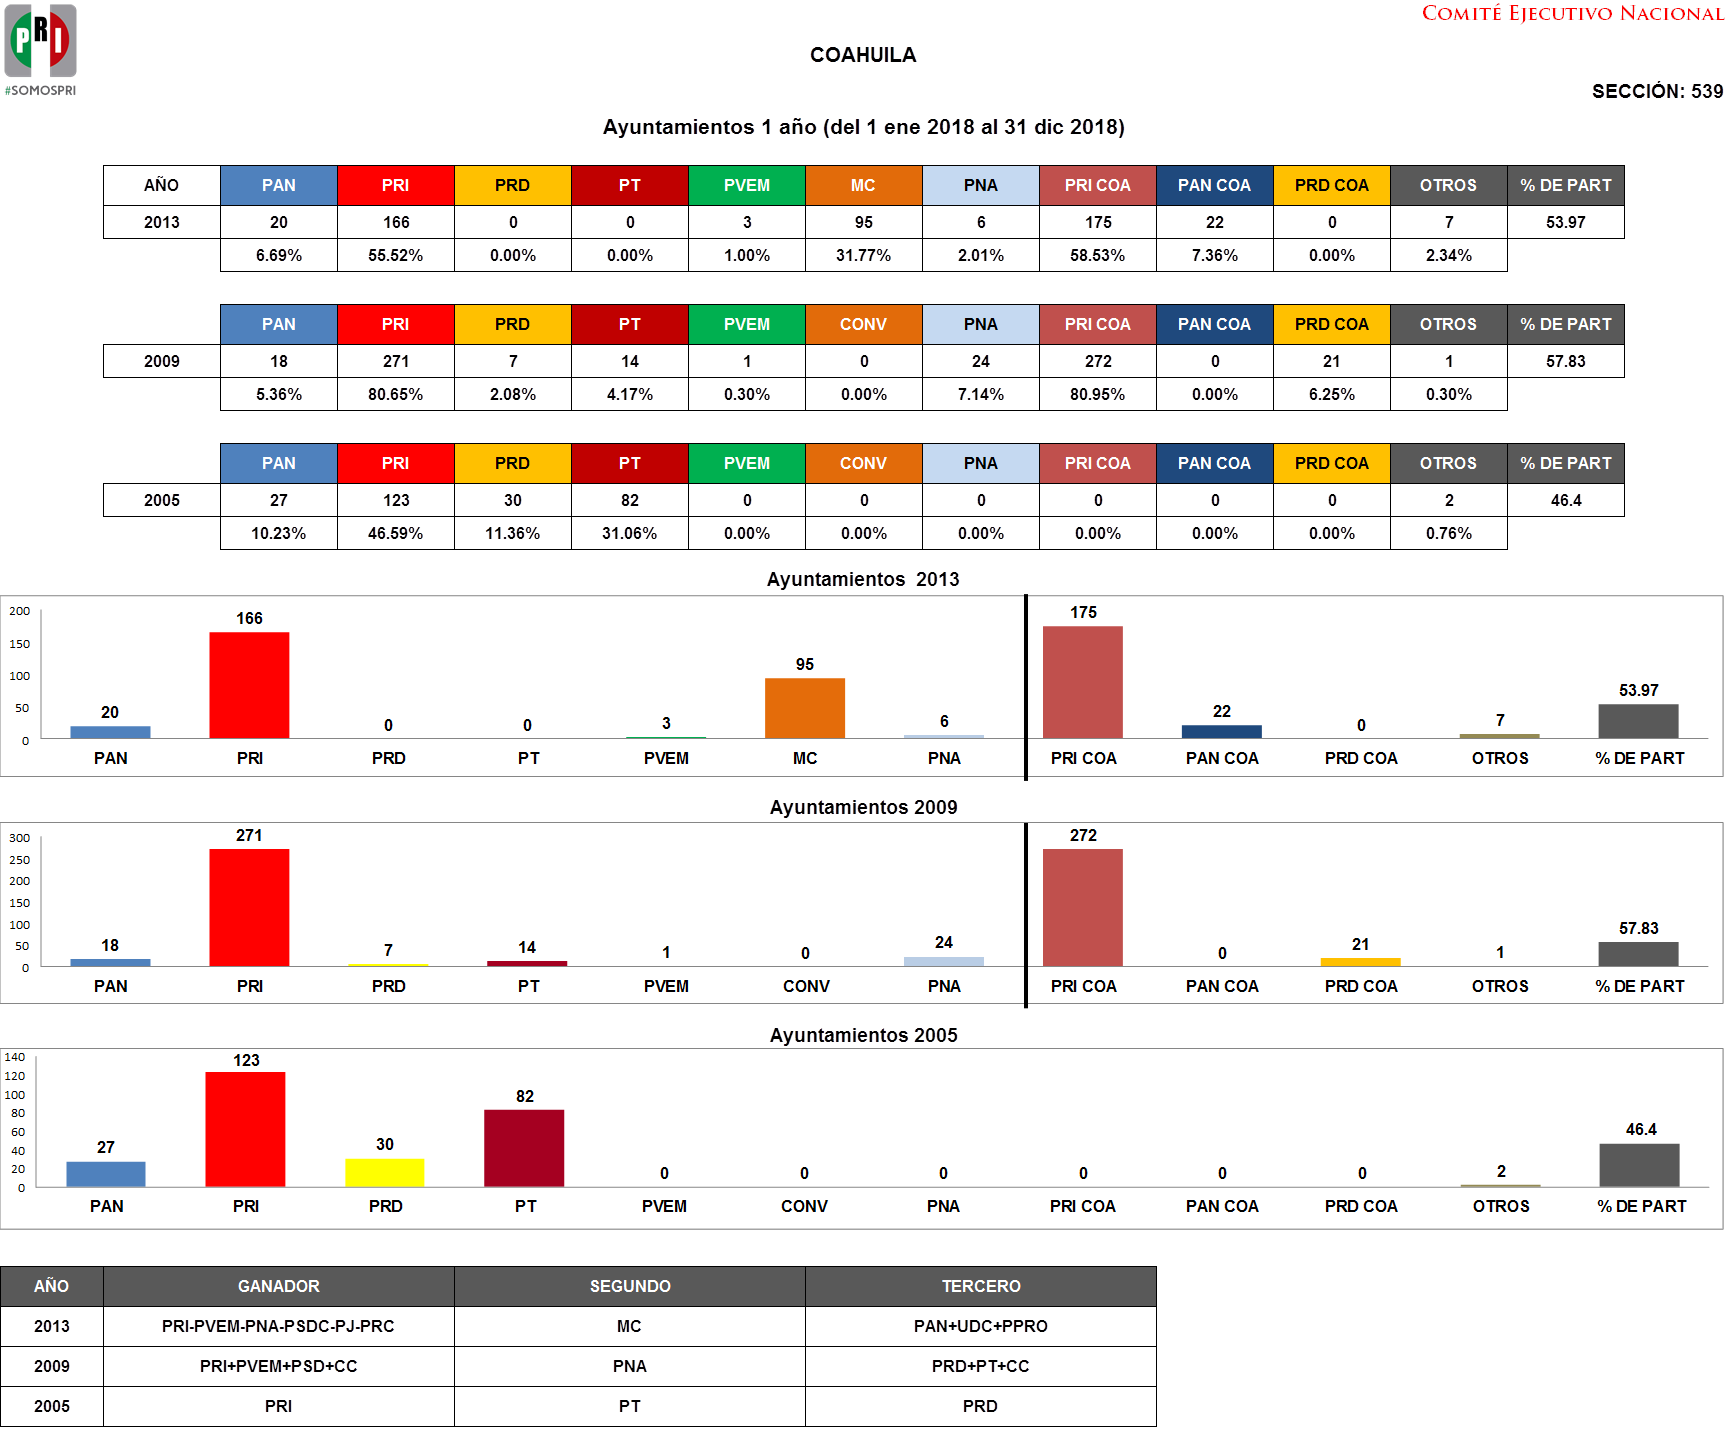 PRI
#SOMOSPRI
COMITÉ EJECUTIVO NACIONAL
COAHUILA
SECCIÓN: 539
Ayuntamientos 1 año (del 1 ene 2018 al 31 dic 2018)
AÑO PAN PRI PRD PT PVEM MC PNA PRI COA PAN COA PRD COA OTROS % DE PART
2013 20 166 0 0 3 95 6 175 22 0 7 53.97
6.69% 55.52% 0.00% 0.00% 1.00% 31.77% 2.01% 58.53% 7.36% 0.00% 2.34%
PAN PRI PRD PT PVEM CONV PNA PRI COA PAN COA PRD COA OTROS % DE PART
2009 18 271 7 14 1 0 24 272 0 21 1 57.83
5.36% 80.65% 2.08% 4.17% 0.30% 0.00% 7.14% 80.95% 0.00% 6.25% 0.30%
PAN PRI PRD PT PVEM CONV PNA PRI COA PAN COA PRD COA OTROS % DE PART
2005 27 123 30 82 0 0 0 0 0 0 2 46.4
10.23% 46.59% 11.36% 31.06% 0.00% 0.00% 0.00% 0.00% 0.00% 0.00% 0.76%
Ayuntamientos 2013
200
150
100
50
0
20 166 0 0 3 95 6 175 22 0 7 53.97
PAN PRI PRD PT PVEM MC PNA PRI COA PAN COA PRD COA OTROS % DE PART
Ayuntamientos 2009
300
250
200
150
100
50
0
18 271 7 14 1 0 24 272 0 21 1 57.83
PAN PRI PRD PT PVEM CONV PNA PRI COA PAN COA PRD COA OTROS % DE PART
Ayuntamientos 2005
140
120
100
80
60
40
20
0
27 123 30 82 0 0 0 0 0 0 2 46.4
PAN PRI PRD PT PVEM CONV PNA PRI COA PAN COA PRD COA OTROS % DE PART
AÑO GANADOR SEGUNDO TERCERO
2013 PRI-PVEM-PNA-PSDC-PJ-PRC MC PAN+UDC+PPRO
2009 PRI+PVEM+PSD+CC PNA PRD+PT+CC
2005 PRI PT PRD